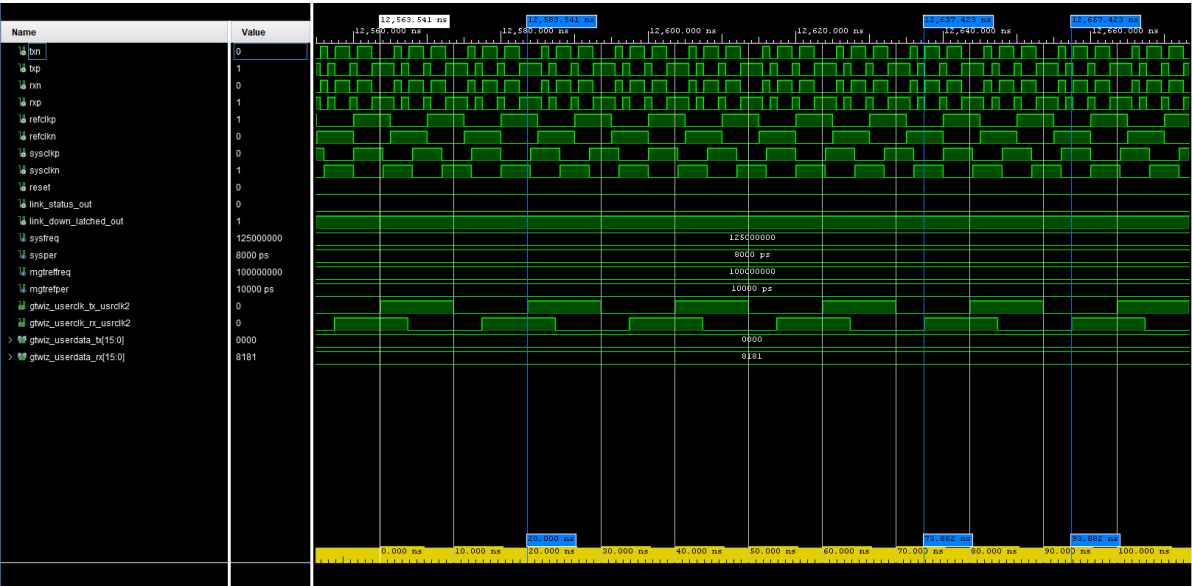 Name Value
12,563.541 ns 12,583.541 ns 12,637.423 ns 12,657.423 ns
12,560.000 ns 12,580.000 ns 12,600.000 ns 12,620.000 ns 12,640.000 ns 12,660.000 ns
txn 0
txp 1
rxn 0
rxp 1
refclkp 1
refclkn 0
sysclkp 0
sysclkn 1
reset 0
link_status_out 0
link_down_latched_out 1
sysfreq 125000000 125000000
sysper 8000 ps 8000 ps
mgtreffreq 100000000 100000000
mgtrefper 10000 ps 10000 ps
gtwiz_userclk_tx_usrclk2 0
gtwiz_userclk_rx_usrclk2 0
gtwiz_userdata_tx[15:0] 0000 0000
gtwiz_userdata_rx[15:0] 8181 8181
20.000 ns 73.882 ns 93.882 ns
0.000 ns 10.000 ns 20.000 ns 30.000 ns 40.000 ns 50.000 ns 60.000 ns 70.000 ns 80.000 ns 90.000 ns 100.000 ns